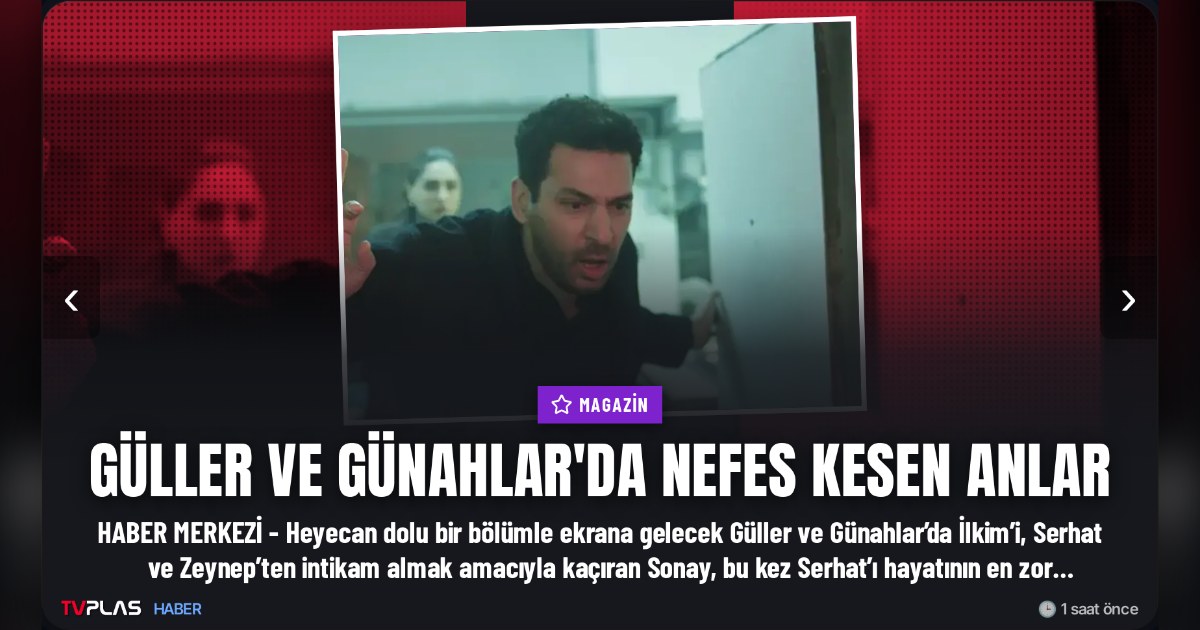 MAGAZİN
GÜLLER VE GÜNAHLAR'DA NEFES KESEN ANLAR
HABER MERKEZİ - Heyecan dolu bir bölümle ekrana gelecek Güller ve Günahlar’da İlkim’i, Serhat
ve Zeynep’ten intikam almak amacıyla kaçıran Sonay, bu kez Serhat’ı hayatının en zor...
TVPLAS HABER
1 saat önce